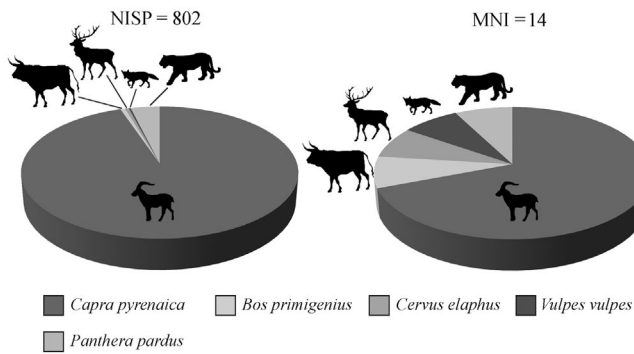 NISP = 802
MNI = 14
Capra pyrenaica
Bos primigenius
Cervus elaphus
Vulpes vulpes
Panthera pardus